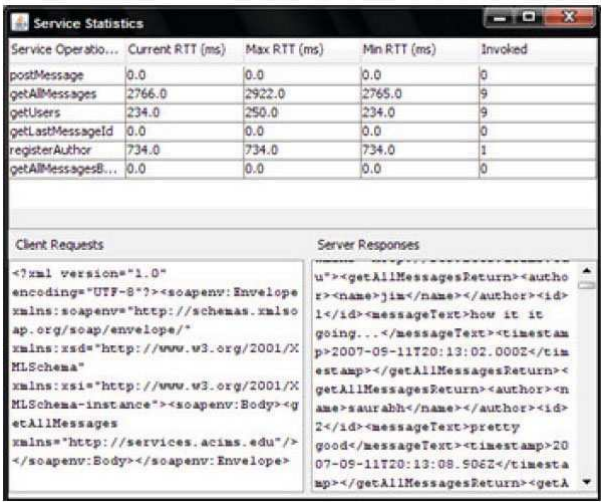 Service Statistics
Service Operatio... Current RTT (ms) Max RTT (ms) Min RTT (ms) Invoked
postMessage 0.0 0.0 0.0 0
getAllMessages 2766.0 2922.0 2765.0 9
getUsers 234.0 250.0 234.0 9
getLastMessageId 0.0 0.0 0.0 0
registerAuthor 734.0 734.0 734.0 1
getAllMessagesB... 0.0 0.0 0.0 0
Client Requests
<?xml version="1.0"
encoding="UTF-8"?><soapenv:Envelope
xmlns:soapenv="http://schemas.xmlso
ap.org/soap/envelope/"
xmlns:xsd="http://www.w3.org/2001/X
MLSchema"
xmlns:xsi="http://www.w3.org/2001/X
MLSchema-instance"><soapenv:Body><g
etAllMessages
xmlns="http://services.acims.edu"/>
</soapenv:Body></soapenv:Envelope>
Server Responses
u"><getAllMessagesReturn><autho
r><name>jim</name></author><id>
1</id><messageText>how it it
going...</messageText><timestam
p>2007-09-11T20:13:02.000Z</tim
estamp></getAllMessagesReturn><
getAllMessagesReturn><author><n
ame>saurabh</name></author><id>
2</id><messageText>pretty
good</messageText><timestamp>20
07-09-11T20:13:08.906Z</timesta
mp></getAllMessagesReturn><getA